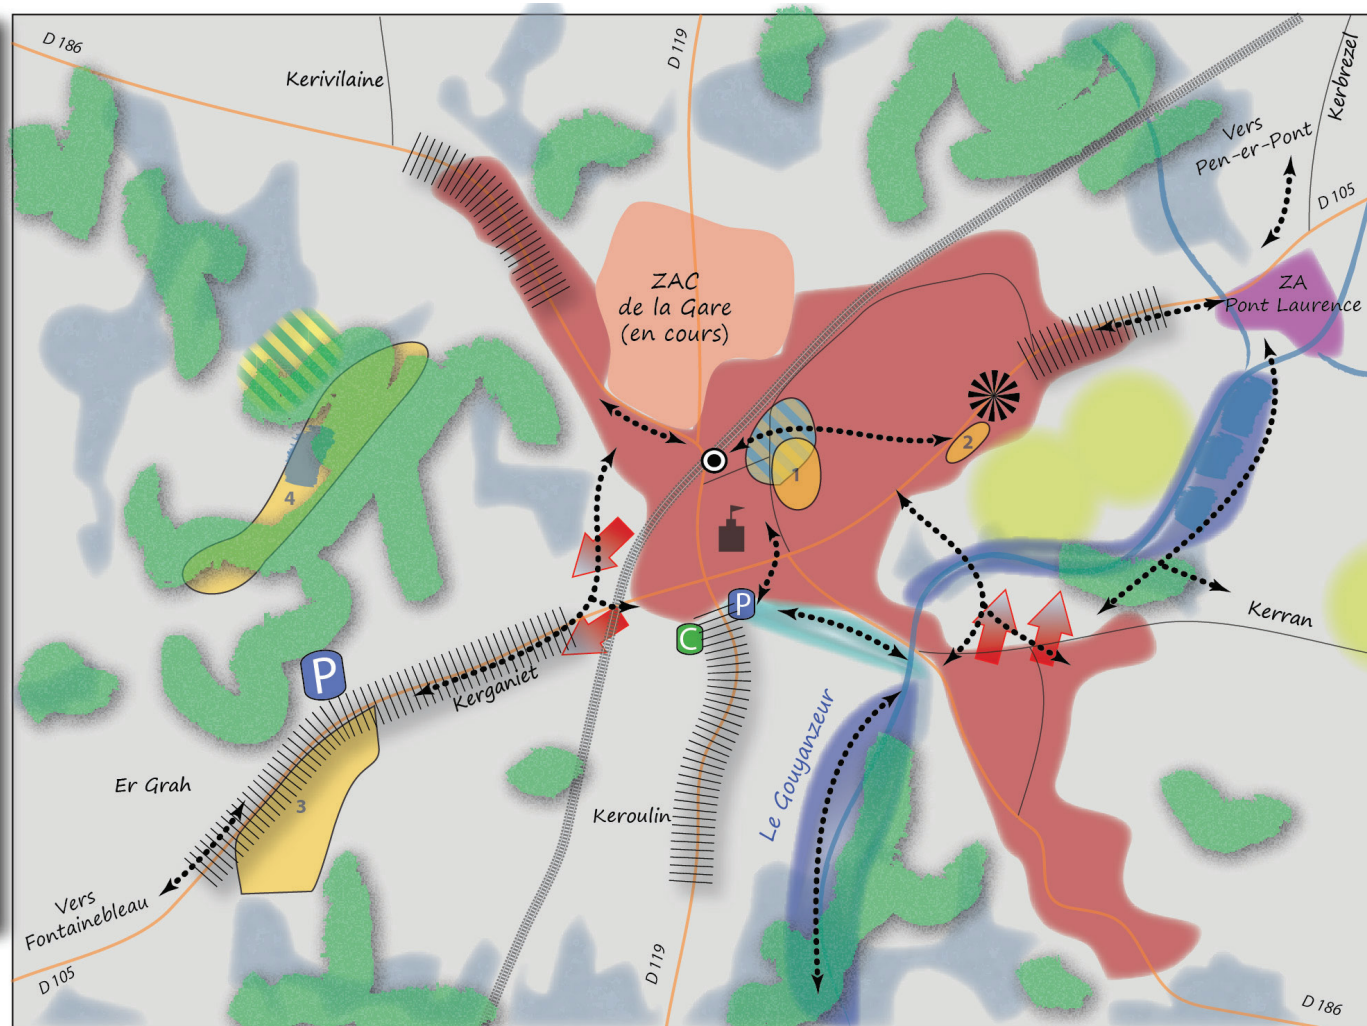 D 186
D 119
Kerivilaine
Kerbrezel
Vers
Pen-er-Pont
D 105
ZAC
de la Gare
(en cours)
ZA
Pont Laurence
2
1
4
P
C
Kerran
P
Kerganiet
Le Gouyanzeur
Er Grah
3
Keroulin
Vers
Fontainebleau
D 105
D 119
D 186